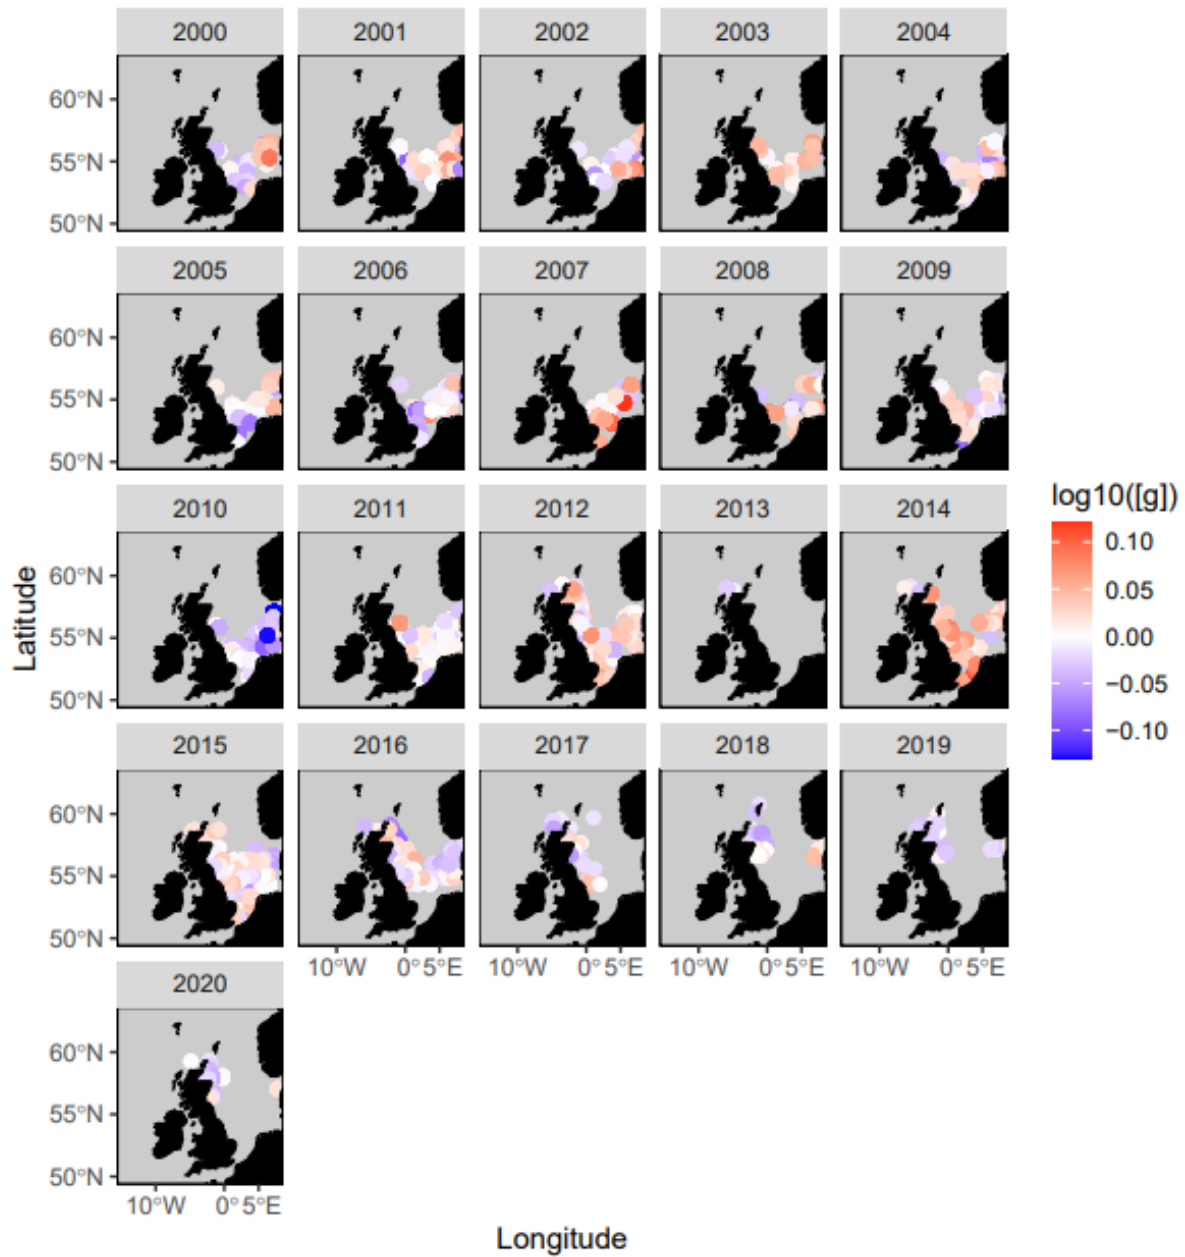 2000 2001 2002 2003 2004
60°N
55°N
50°N
2005 2006 2007 2008 2009
60°N
55°N
50°N
log10([g])
2010 2011 2012 2013 2014
0.10
0.05
0.00
−0.05
−0.10
60°N
55°N
50°N
Latitude
2015 2016 2017 2018 2019
60°N
55°N
50°N
10°W 0° 5°E 10°W 0° 5°E 10°W 0° 5°E 10°W 0° 5°E
2020
60°N
55°N
50°N
10°W 0° 5°E
Longitude